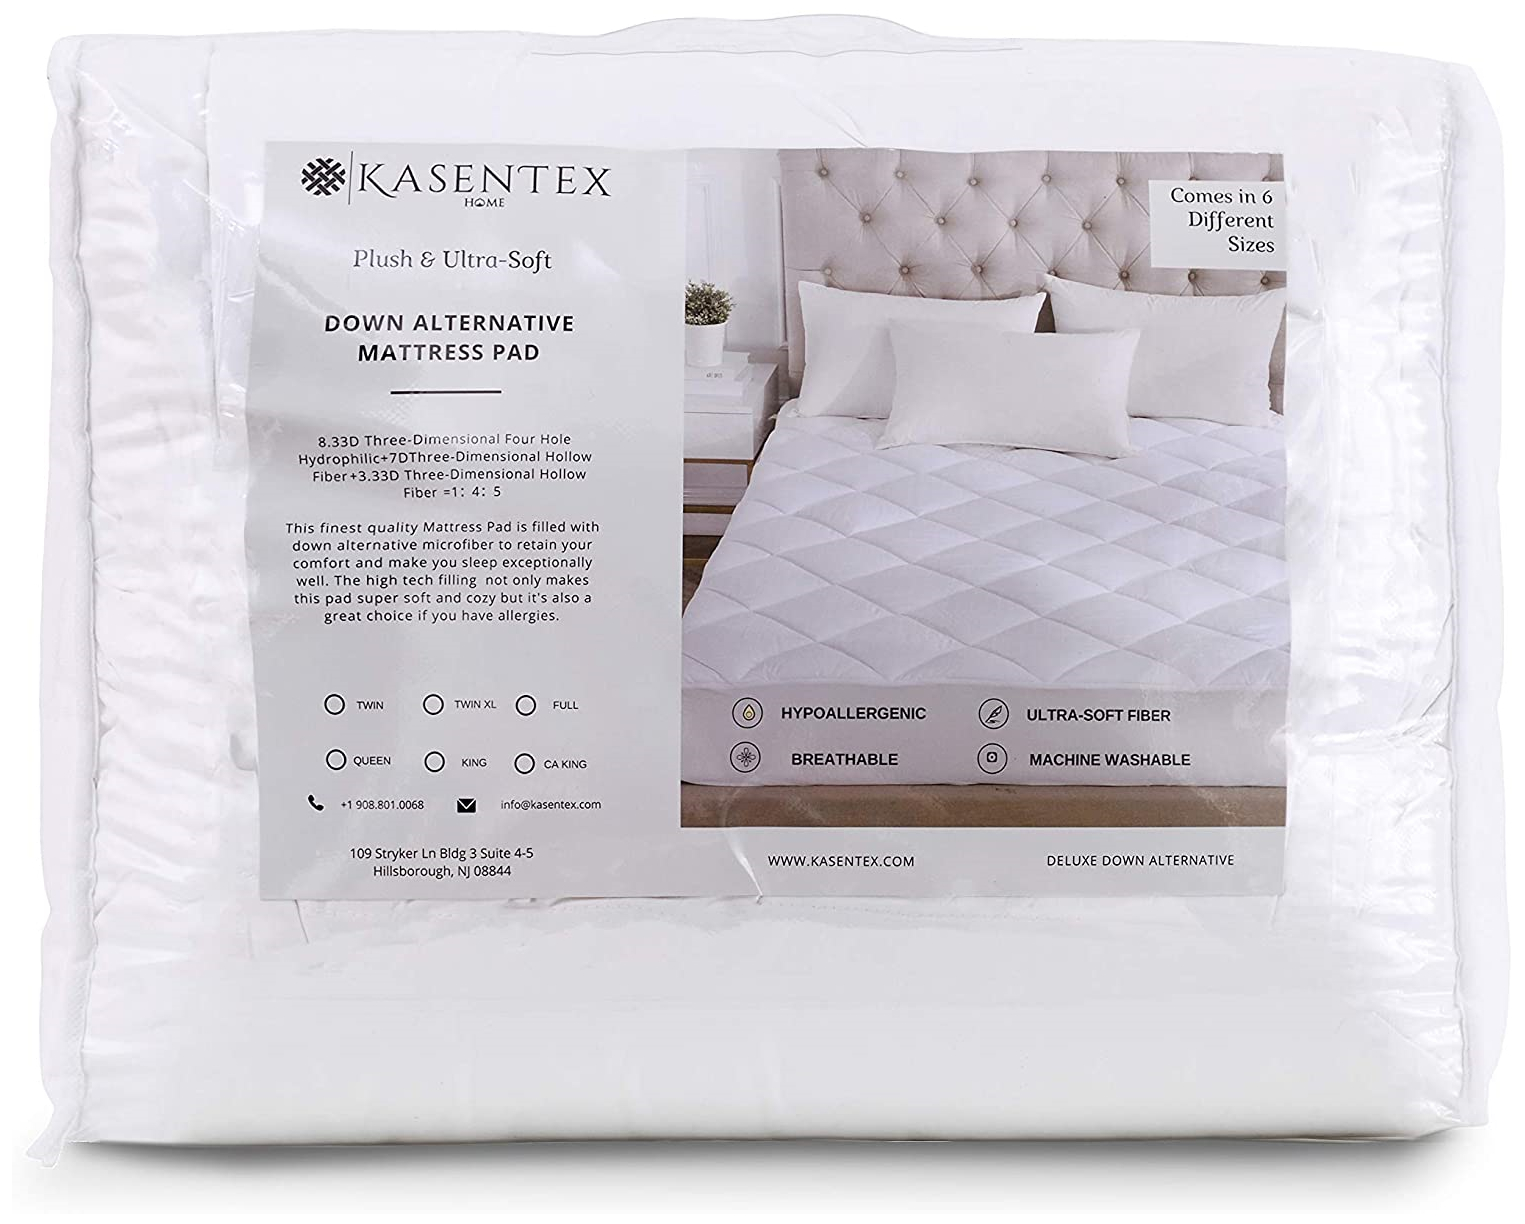 KASENTEX
HOME
Plush & Ultra-Soft
DOWN ALTERNATIVE
MATTRESS PAD
8.33D Three-Dimensional Four Hole
Hydrophilic+7DThree-Dimensional Hollow
Fiber+3.33D Three-Dimensional Hollow
Fiber =1: 4: 5
This finest quality Mattress Pad is filled with
down alternative microfiber to retain your
comfort and make you sleep exceptionally
well. The high tech filling not only makes
this pad super soft and cozy but it's also a
great choice if you have allergies.
TWIN TWIN XL FULL
QUEEN KING CA KING
+1 908.801.0068 info@kasentex.com
109 Stryker Ln Bldg 3 Suite 4-5
Hillsborough, NJ 08844
Comes in 6
Different
Sizes
HYPOALLERGENIC ULTRA-SOFT FIBER
BREATHABLE MACHINE WASHABLE
WWW.KASENTEX.COM DELUXE DOWN ALTERNATIVE